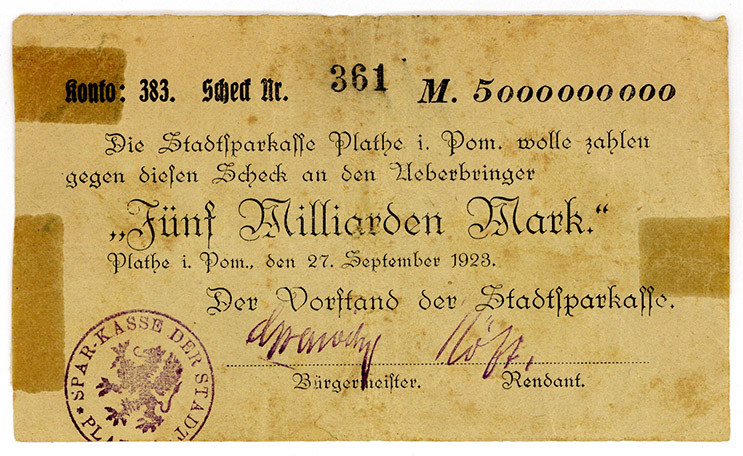 Konto: 383. Scheck Nr. 361 M. 5000000000
Die Stadtsparkasse Plathe i. Pom. wolle zahlen
gegen diesen Scheck an den Ueberbringer
„Fünf Milliarden Mark.“
Plathe i. Pom., den 27. September 1923.
Der Vorstand der Stadtsparkasse.
Bürgermeister. Rendant.
* SPAR-KASSE DER STADT